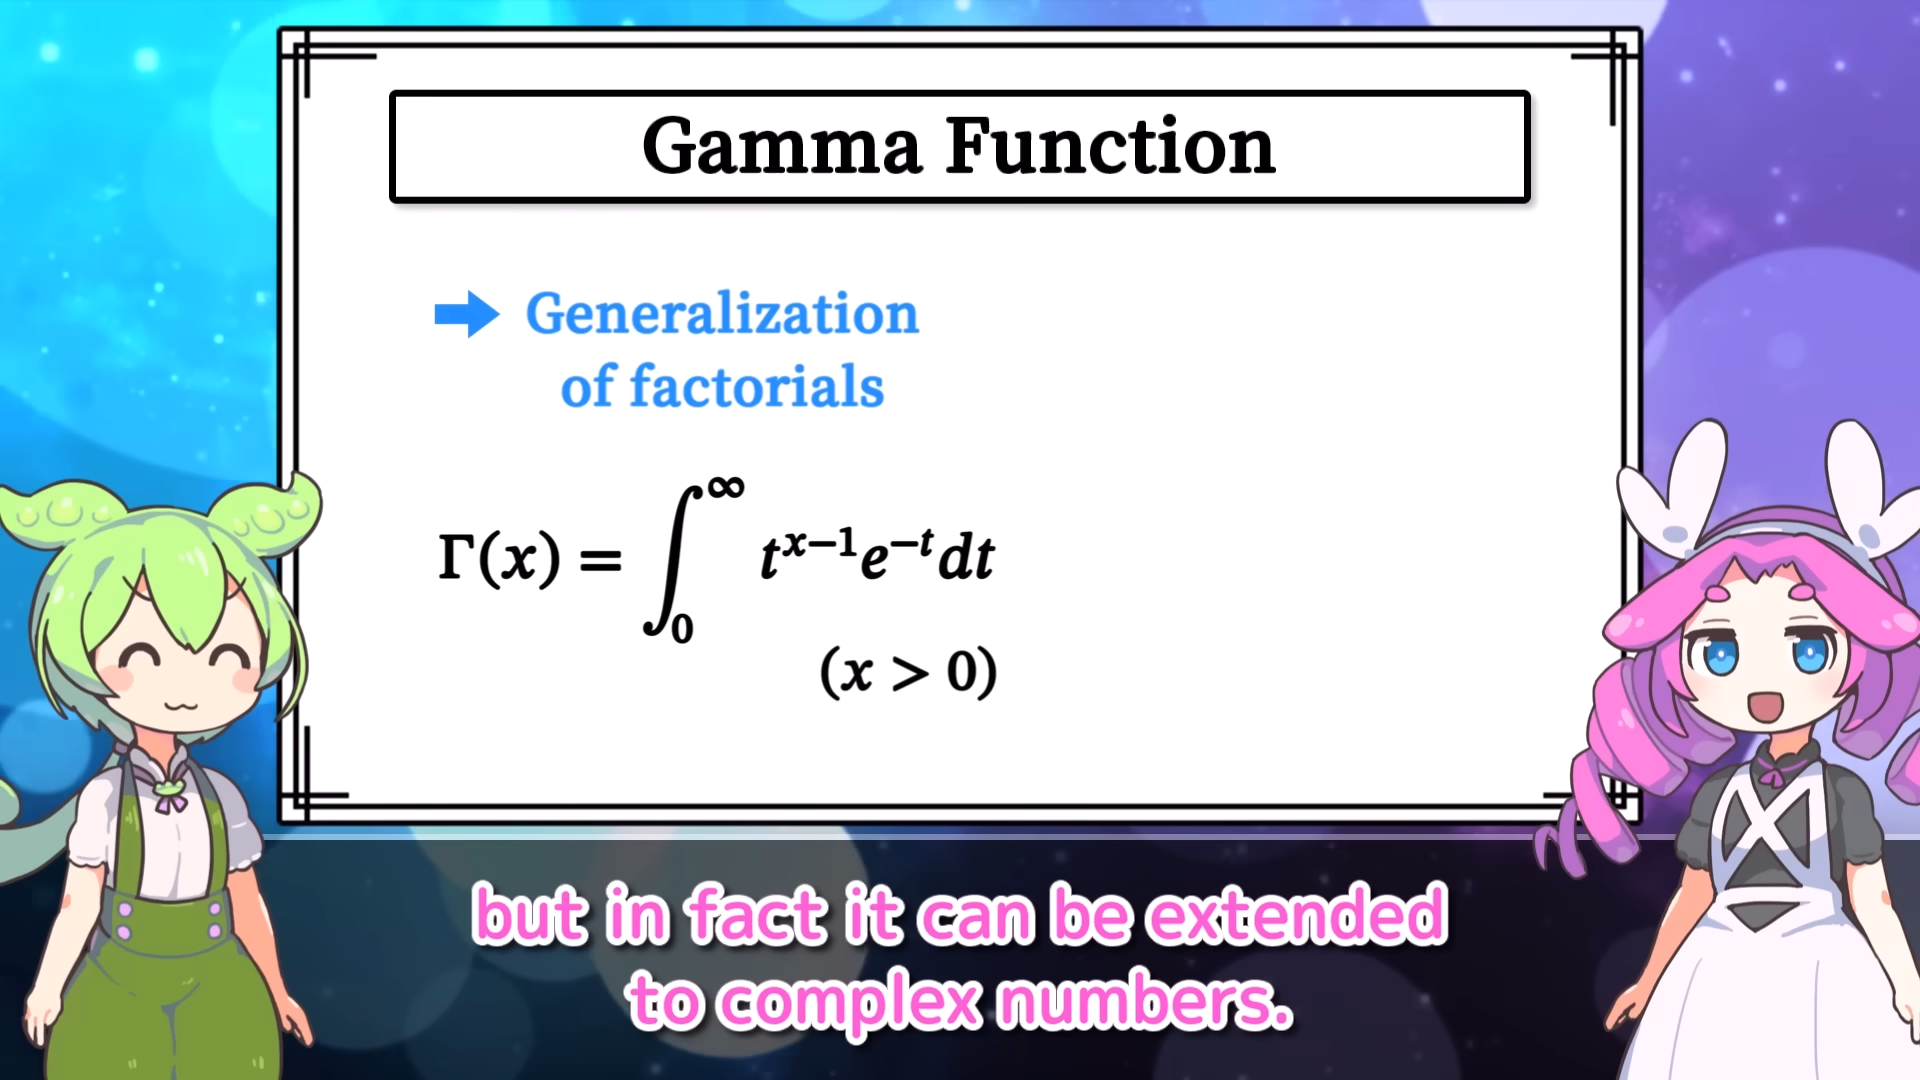 Gamma Function
Generalization
of factorials
Γ(x) = ∫₀^∞ t^{x−1}e^{−t}dt
(x > 0)
but in fact it can be extended
to complex numbers.